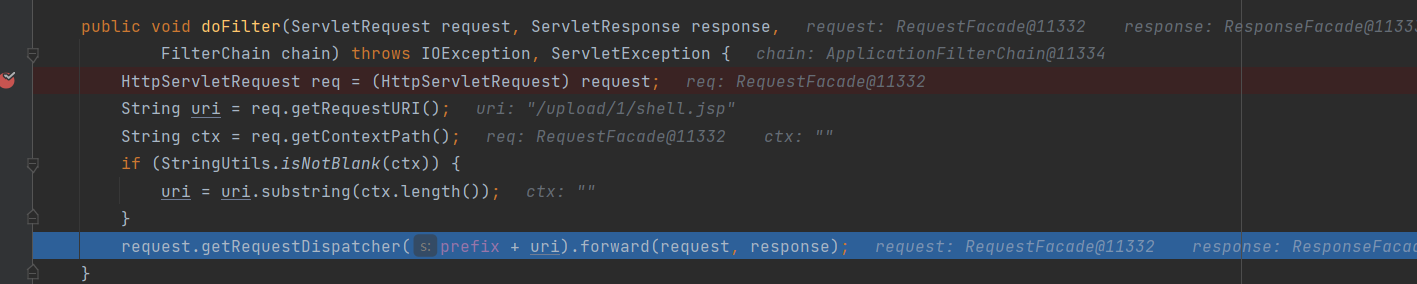 public void doFilter(ServletRequest request, ServletResponse response, request: RequestFacade@11332 response: ResponseFacade@1133
FilterChain chain) throws IOException, ServletException { chain: ApplicationFilterChain@11334
HttpServletRequest req = (HttpServletRequest) request; req: RequestFacade@11332
String uri = req.getRequestURI(); uri: "/upload/1/shell.jsp"
String ctx = req.getContextPath(); req: RequestFacade@11332 ctx: ""
if (StringUtils.isNotBlank(ctx)) {
uri = uri.substring(ctx.length()); ctx: ""
}
request.getRequestDispatcher( s: prefix + uri).forward(request, response); request: RequestFacade@11332 response: ResponseFaca
}